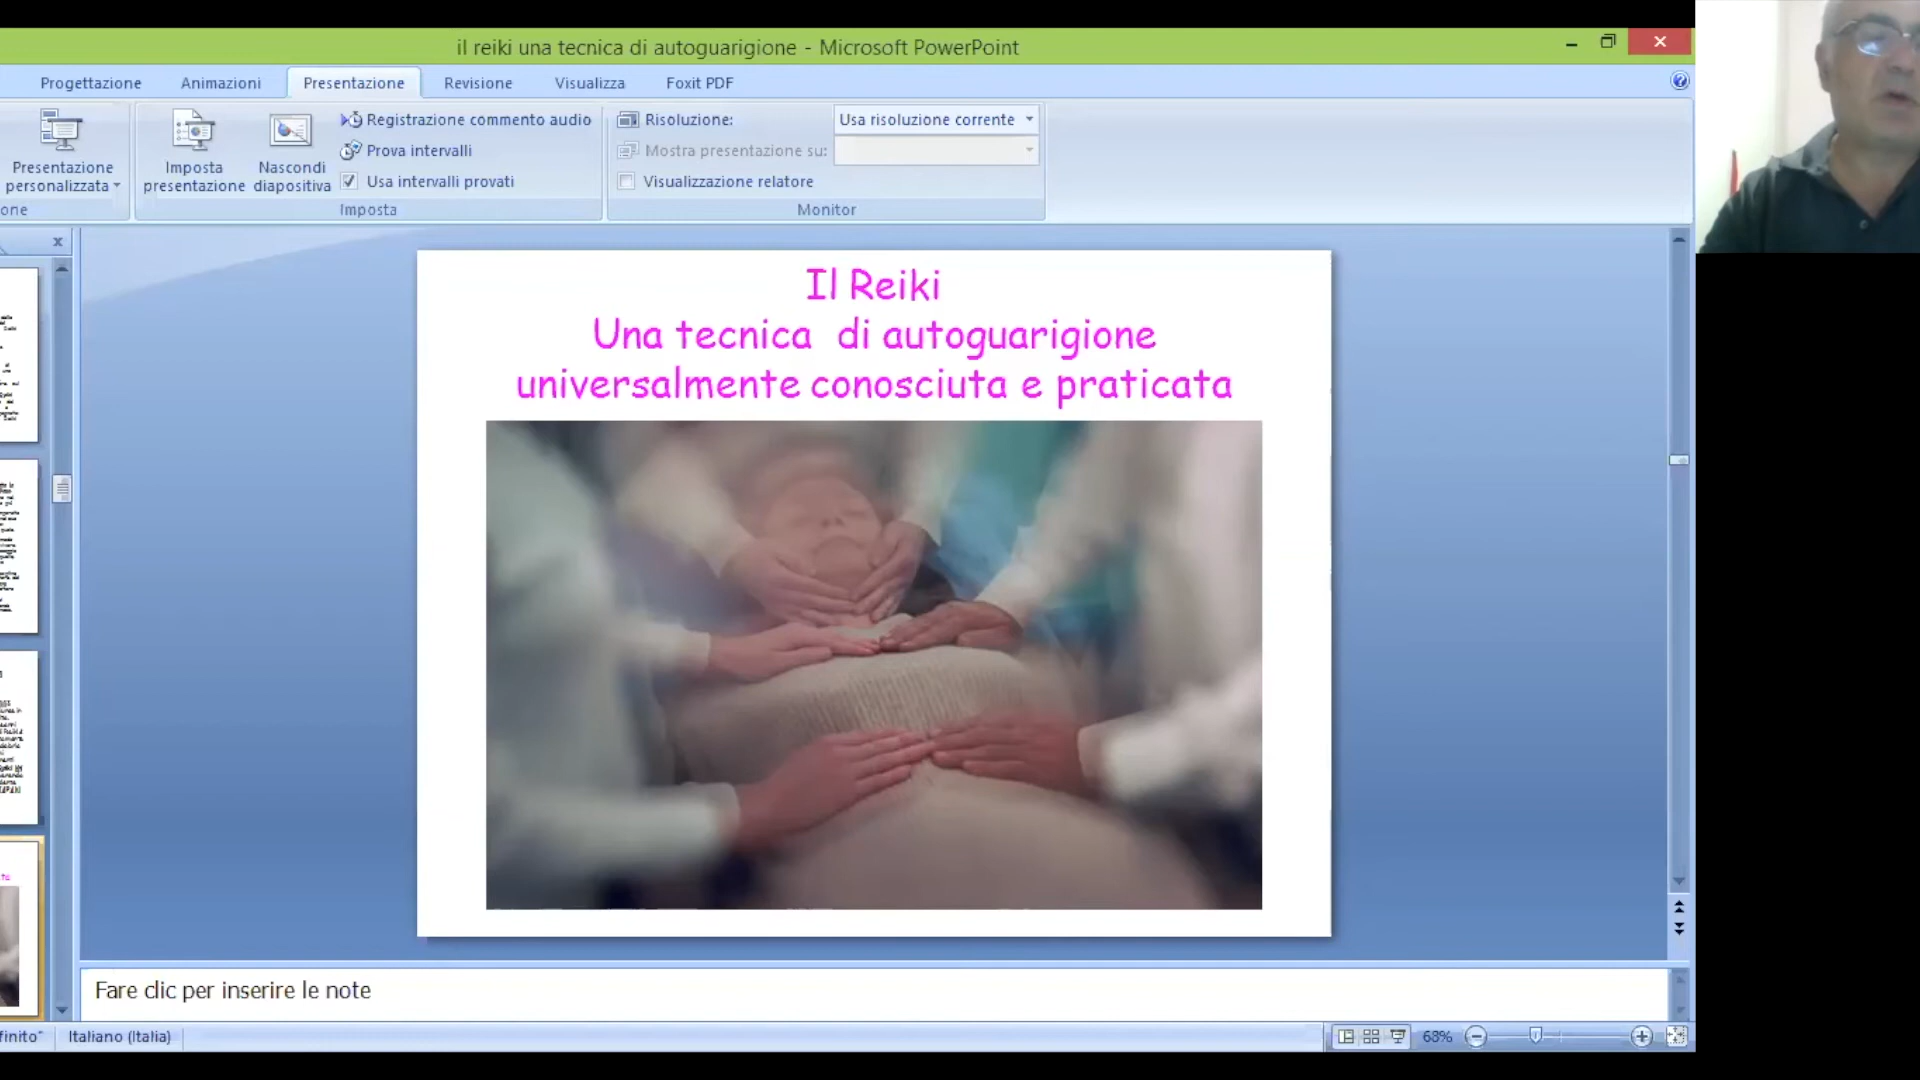 il reiki una tecnica di autoguarigione - Microsoft PowerPoint
Progettazione Animazioni Presentazione Revisione Visualizza Foxit PDF
Presentazione personalizzata
Imposta presentazione
Nascondi diapositiva
Registrazione commento audio
Prova intervalli
Usa intervalli provati
Risoluzione: Usa risoluzione corrente
Mostra presentazione su:
Visualizzazione relatore
one Imposta Monitor
Il Reiki
Una tecnica di autoguarigione
universalmente conosciuta e praticata
Fare clic per inserire le note
finito" Italiano (Italia) 68%